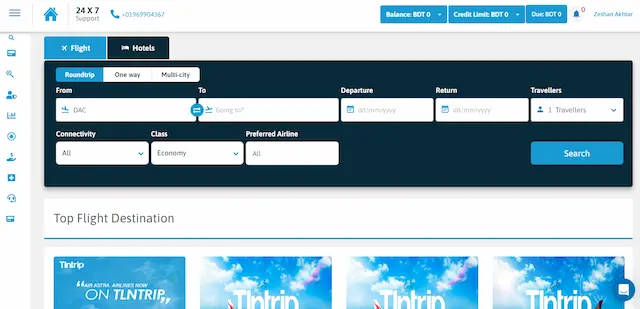 24 X 7
Support
+01969904367
Balance: BDT 0
Credit Limit: BDT 0
Due: BDT 0
0
Zeshan Akhtar
Flight
Hotels
Roundtrip
One way
Multi-city
From
To
Departure
Return
Travellers
DAC
Going to?
dd/mm/yyyy
dd/mm/yyyy
1 Travellers
Connectivity
Class
Preferred Airline
All
Economy
All
Search
Top Flight Destination
TlnTrip
"AIR ASTRA AIRLINES NOW
ON TLNTRIP„
TlnTrip
TlnTrip
TlnTrip